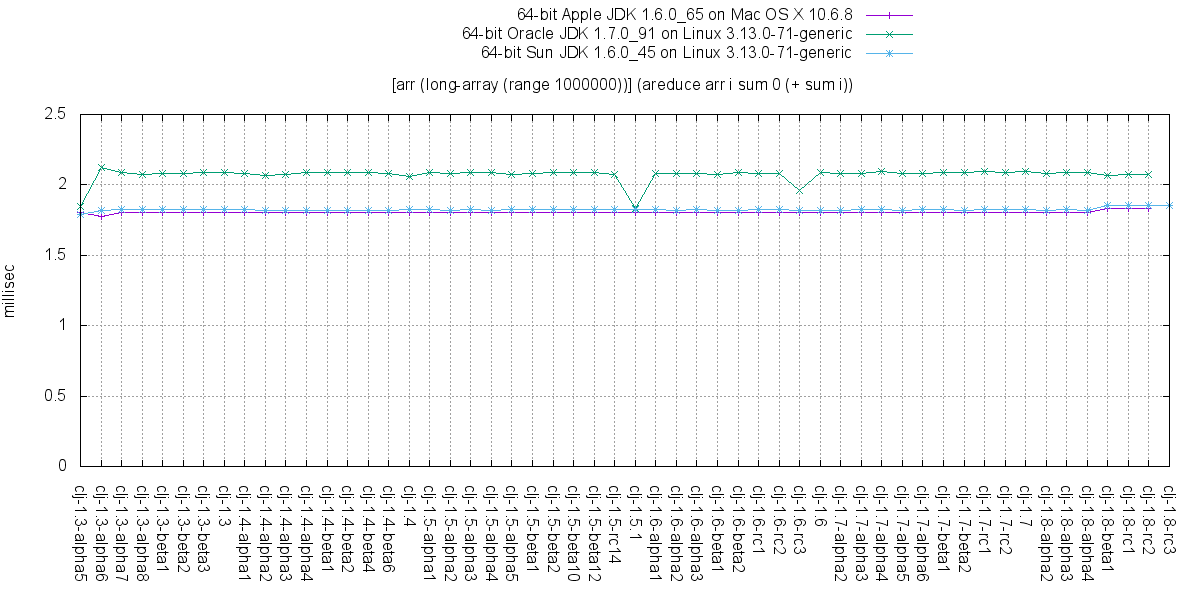 64-bit Apple JDK 1.6.0_65 on Mac OS X 10.6.8
64-bit Oracle JDK 1.7.0_91 on Linux 3.13.0-71-generic
64-bit Sun JDK 1.6.0_45 on Linux 3.13.0-71-generic
[arr (long-array (range 1000000))] (areduce arr i sum 0 (+ sum i))
2.5
2
1.5
1
0.5
0
millisec
clj-1.3-alpha5
clj-1.3-alpha6
clj-1.3-alpha7
clj-1.3-alpha8
clj-1.3-beta1
clj-1.3-beta2
clj-1.3-beta3
clj-1.3
clj-1.4-alpha1
clj-1.4-alpha2
clj-1.4-alpha3
clj-1.4-alpha4
clj-1.4-beta1
clj-1.4-beta2
clj-1.4-beta4
clj-1.4-beta6
clj-1.4
clj-1.5-alpha1
clj-1.5-alpha2
clj-1.5-alpha3
clj-1.5-alpha4
clj-1.5-alpha5
clj-1.5-beta1
clj-1.5-beta2
clj-1.5-beta10
clj-1.5-beta12
clj-1.5-rc14
clj-1.5.1
clj-1.6-alpha1
clj-1.6-alpha2
clj-1.6-alpha3
clj-1.6-beta1
clj-1.6-beta2
clj-1.6-rc1
clj-1.6-rc2
clj-1.6-rc3
clj-1.6
clj-1.7-alpha2
clj-1.7-alpha3
clj-1.7-alpha4
clj-1.7-alpha5
clj-1.7-alpha6
clj-1.7-beta1
clj-1.7-beta2
clj-1.7-rc1
clj-1.7-rc2
clj-1.7
clj-1.8-alpha2
clj-1.8-alpha3
clj-1.8-alpha4
clj-1.8-beta1
clj-1.8-rc1
clj-1.8-rc2
clj-1.8-rc3